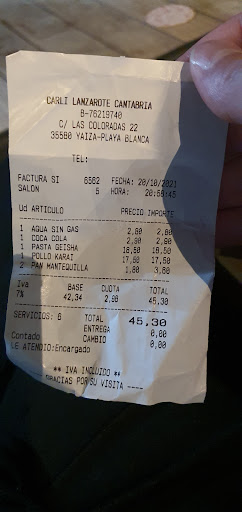 CARLI LANZAROTE CANTABRIA
B-76219740
C/ LAS COLORADAS 22
35580 YAIZA-PLAYA BLANCA
TEL:
FACTURA SI 6502 FECHA: 20/10/2021
SALON 5 HORA: 20:58:45
Ud ARTICULO PRECIO IMPORTE
1 AGUA SIN GAS 2,80 2,80
1 COCA COLA 2,90 2,90
1 PASTA GEISHA 18,50 18,50
1 POLLO KARAI 17,50 17,50
2 PAN MANTEQUILLA 1,80 3,60
Iva BASE CUOTA TOTAL
7% 42,34 2,96 45,30
SERVICIOS: 6 TOTAL 45,30
ENTREGA 0,00
Contado CAMBIO 0,00
LE ATENDIO:Encargado
** IVA INCLUIDO **
GRACIAS POR SU VISITA ----